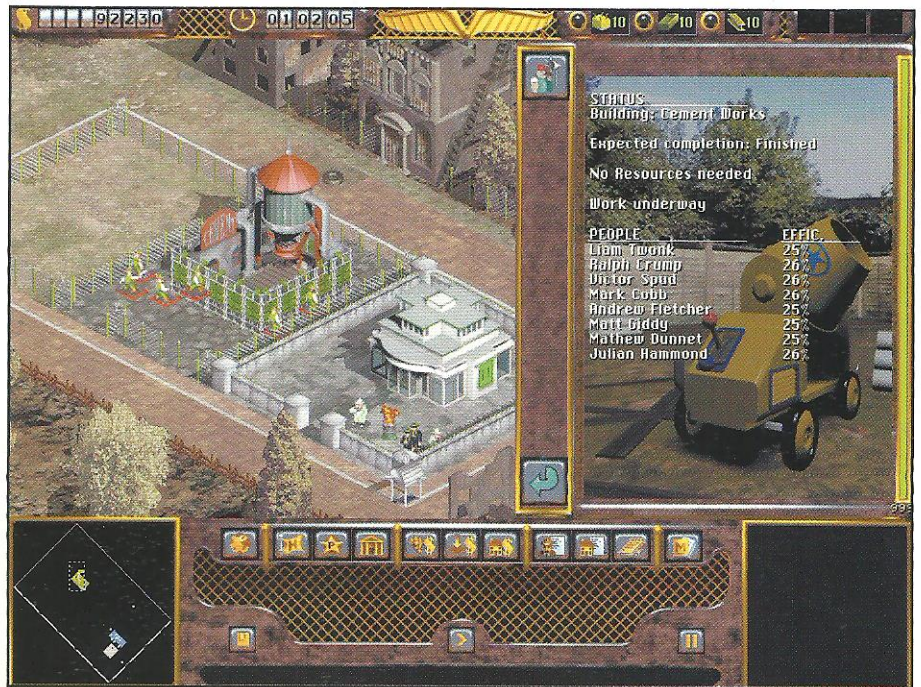 92230
010205
10
10
10
STATUS
Building: Cement Works
Expected completion: Finished
No Resources needed
Work underway
PEOPLE EFFIC.
Liam Twonk 25%
Ralph Crump 26%
Victor Spud 26%
Mark Cobb 26%
Andrew Fletcher 25%
Matt Giddy 25%
Mathew Dunnet 25%
Julian Hammond 26%
999